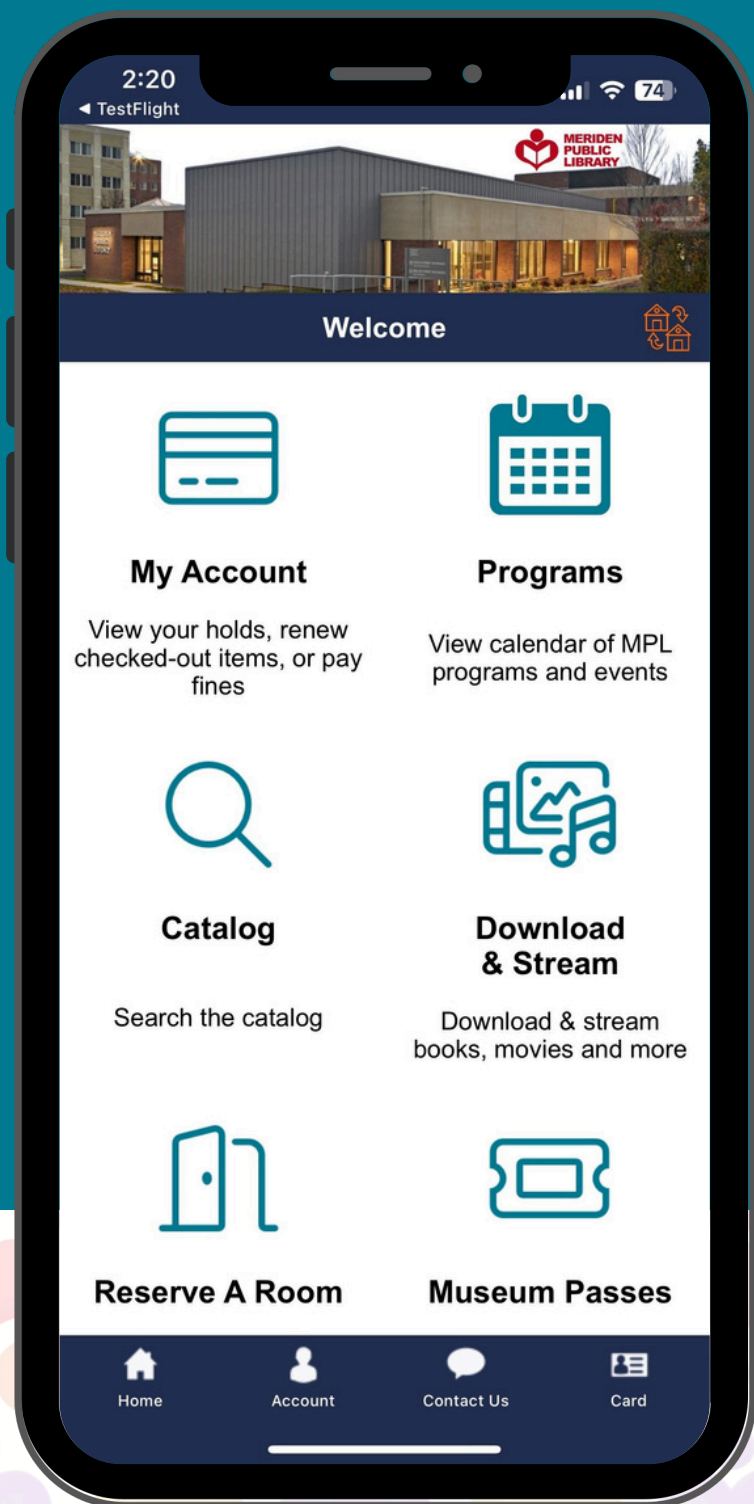 2:20
74
◄ TestFlight
MERIDEN
PUBLIC
LIBRARY
Welcome
My Account
Programs
View your holds, renew
checked-out items, or pay
fines
View calendar of MPL
programs and events
Catalog
Download
& Stream
Search the catalog
Download & stream
books, movies and more
Reserve A Room
Museum Passes
Home
Account
Contact Us
Card